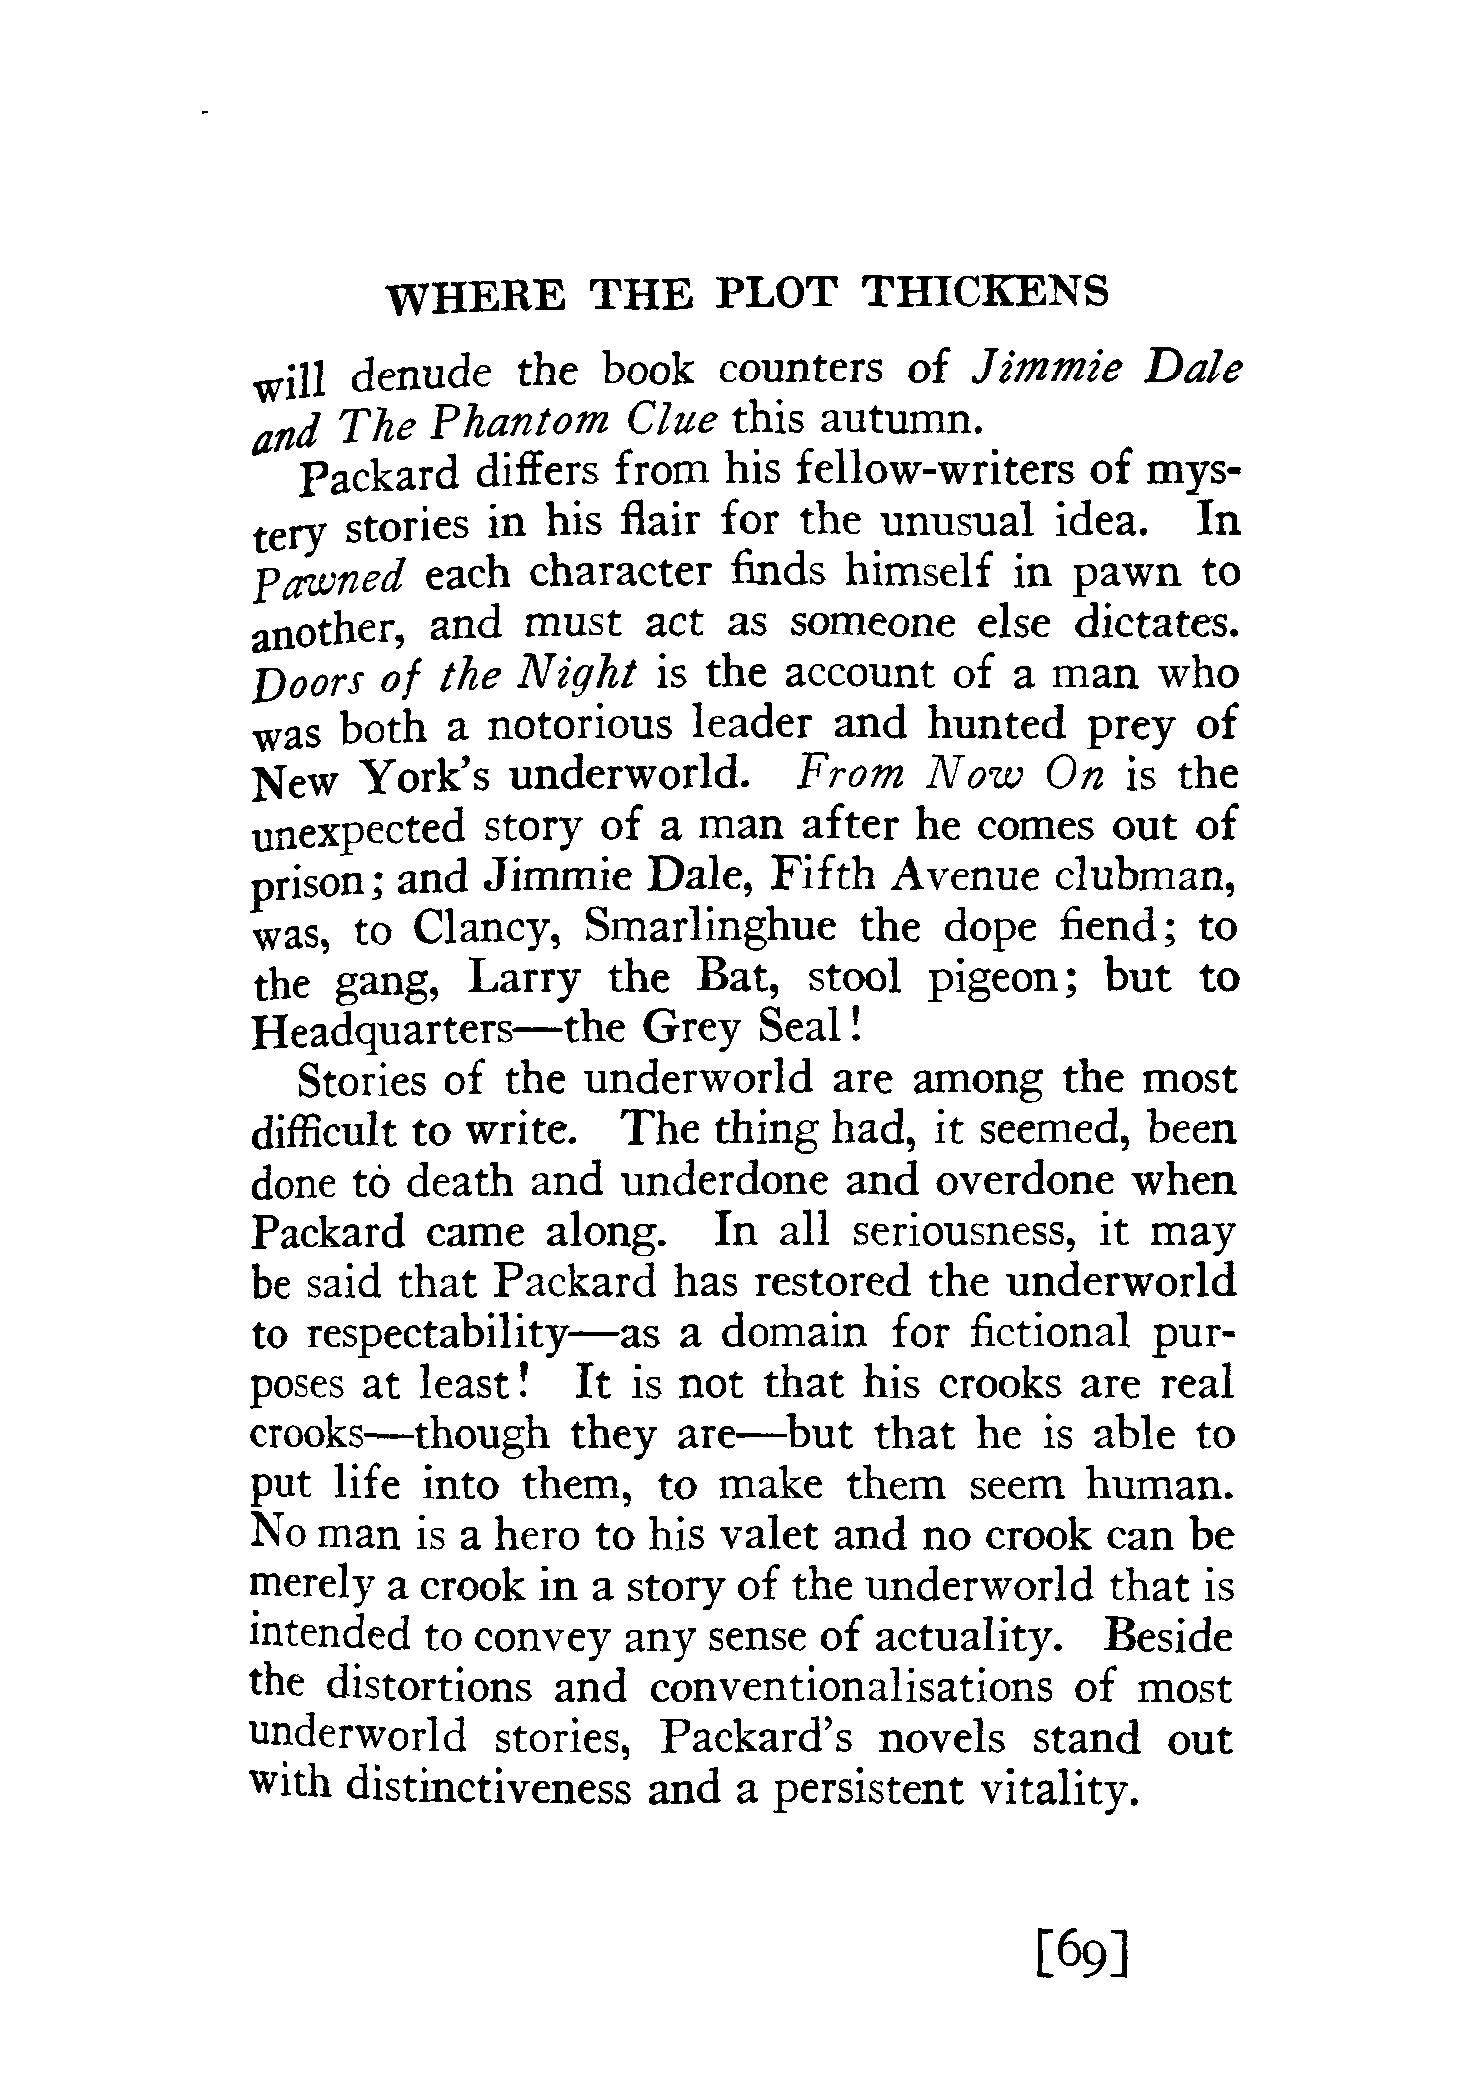 WHERE THE PLOT THICKENS
will denude the book counters of Jimmie Dale
and The Phantom Clue this autumn.
Packard differs from his fellow-writers of mys-
tery stories in his flair for the unusual idea. In
Pawned each character finds himself in pawn to
another, and must act as someone else dictates.
Doors of the Night is the account of a man who
was both a notorious leader and hunted prey of
New York's underworld. From Now On is the
unexpected story of a man after he comes out of
prison; and Jimmie Dale, Fifth Avenue clubman,
was, to Clancy, Smarlinghue the dope fiend; to
the gang, Larry the Bat, stool pigeon; but to
Headquarters—the Grey Seal!
Stories of the underworld are among the most
difficult to write. The thing had, it seemed, been
done to death and underdone and overdone when
Packard came along. In all seriousness, it may
be said that Packard has restored the underworld
to respectability—as a domain for fictional pur-
poses at least! It is not that his crooks are real
crooks—though they are—but that he is able to
put life into them, to make them seem human.
No man is a hero to his valet and no crook can be
merely a crook in a story of the underworld that is
intended to convey any sense of actuality. Beside
the distortions and conventionalisations of most
underworld stories, Packard's novels stand out
with distinctiveness and a persistent vitality.
[69]